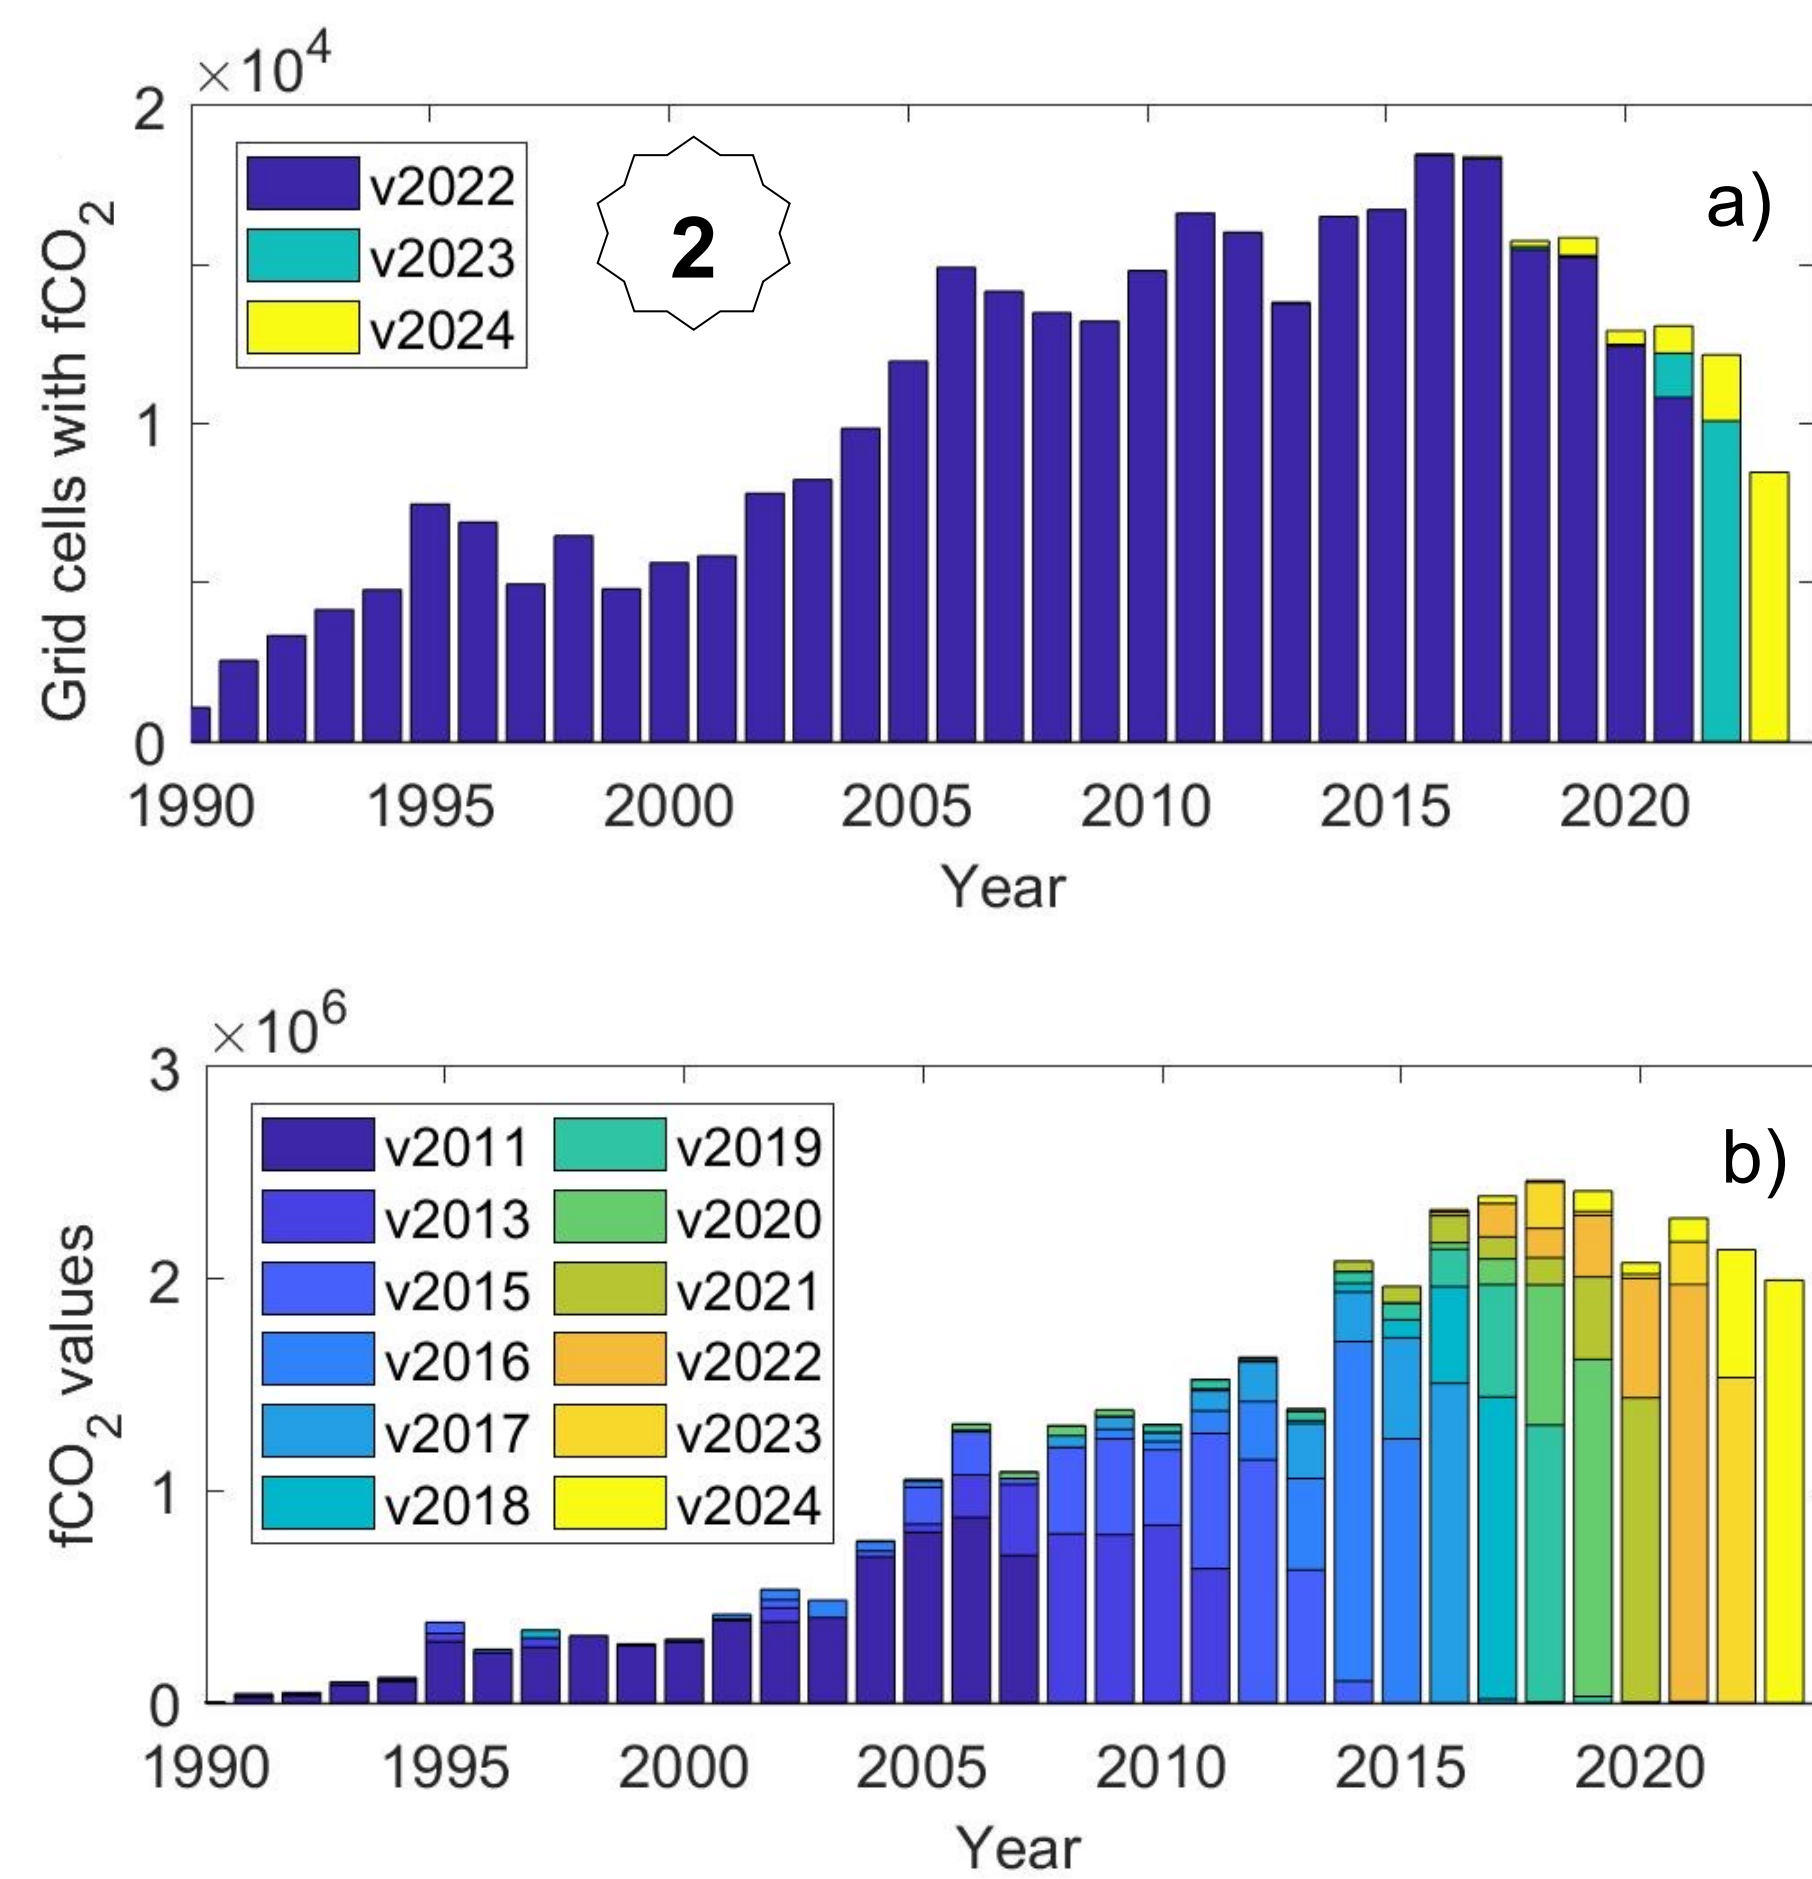 ×10⁴
2
1
0
Grid cells with fCO₂
v2022
v2023
v2024
2
a)
1990 1995 2000 2005 2010 2015 2020
Year
×10⁶
3
2
1
0
fCO₂ values
v2011 v2019
v2013 v2020
v2015 v2021
v2016 v2022
v2017 v2023
v2018 v2024
b)
1990 1995 2000 2005 2010 2015 2020
Year